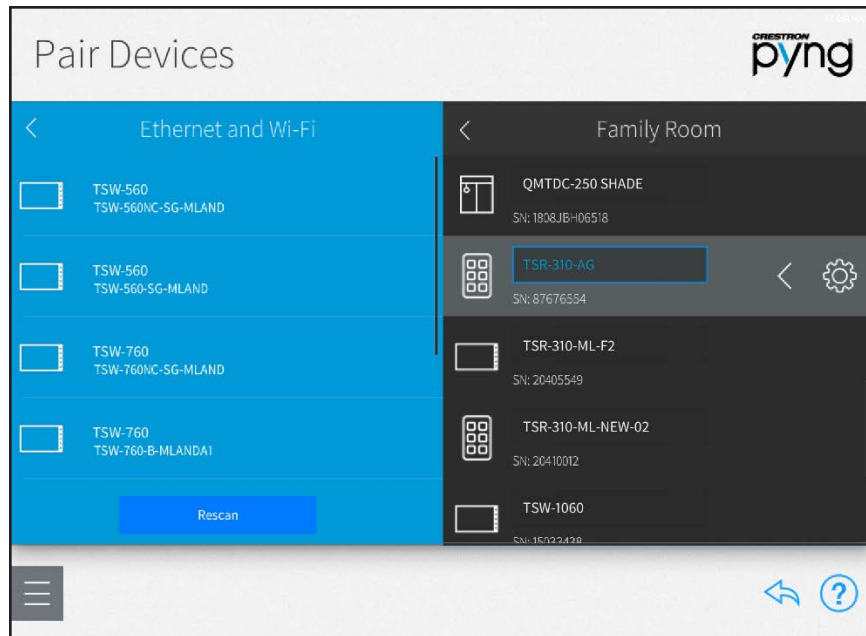 Pair Devices
CRESTRON
pyng
Ethernet and Wi-Fi
TSW-560
TSW-560NC-SG-MLAND
TSW-560
TSW-560-SG-MLAND
TSW-760
TSW-760NC-SG-MLAND
TSW-760
TSW-760-B-MLANDA1
Rescan
Family Room
QMTDC-250 SHADE
SN: 1808JBH06518
TSR-310-AG
SN: 87676554
TSR-310-ML-F2
SN: 20405549
TSR-310-ML-NEW-02
SN: 20410012
TSW-1060
SN: 15033438
?